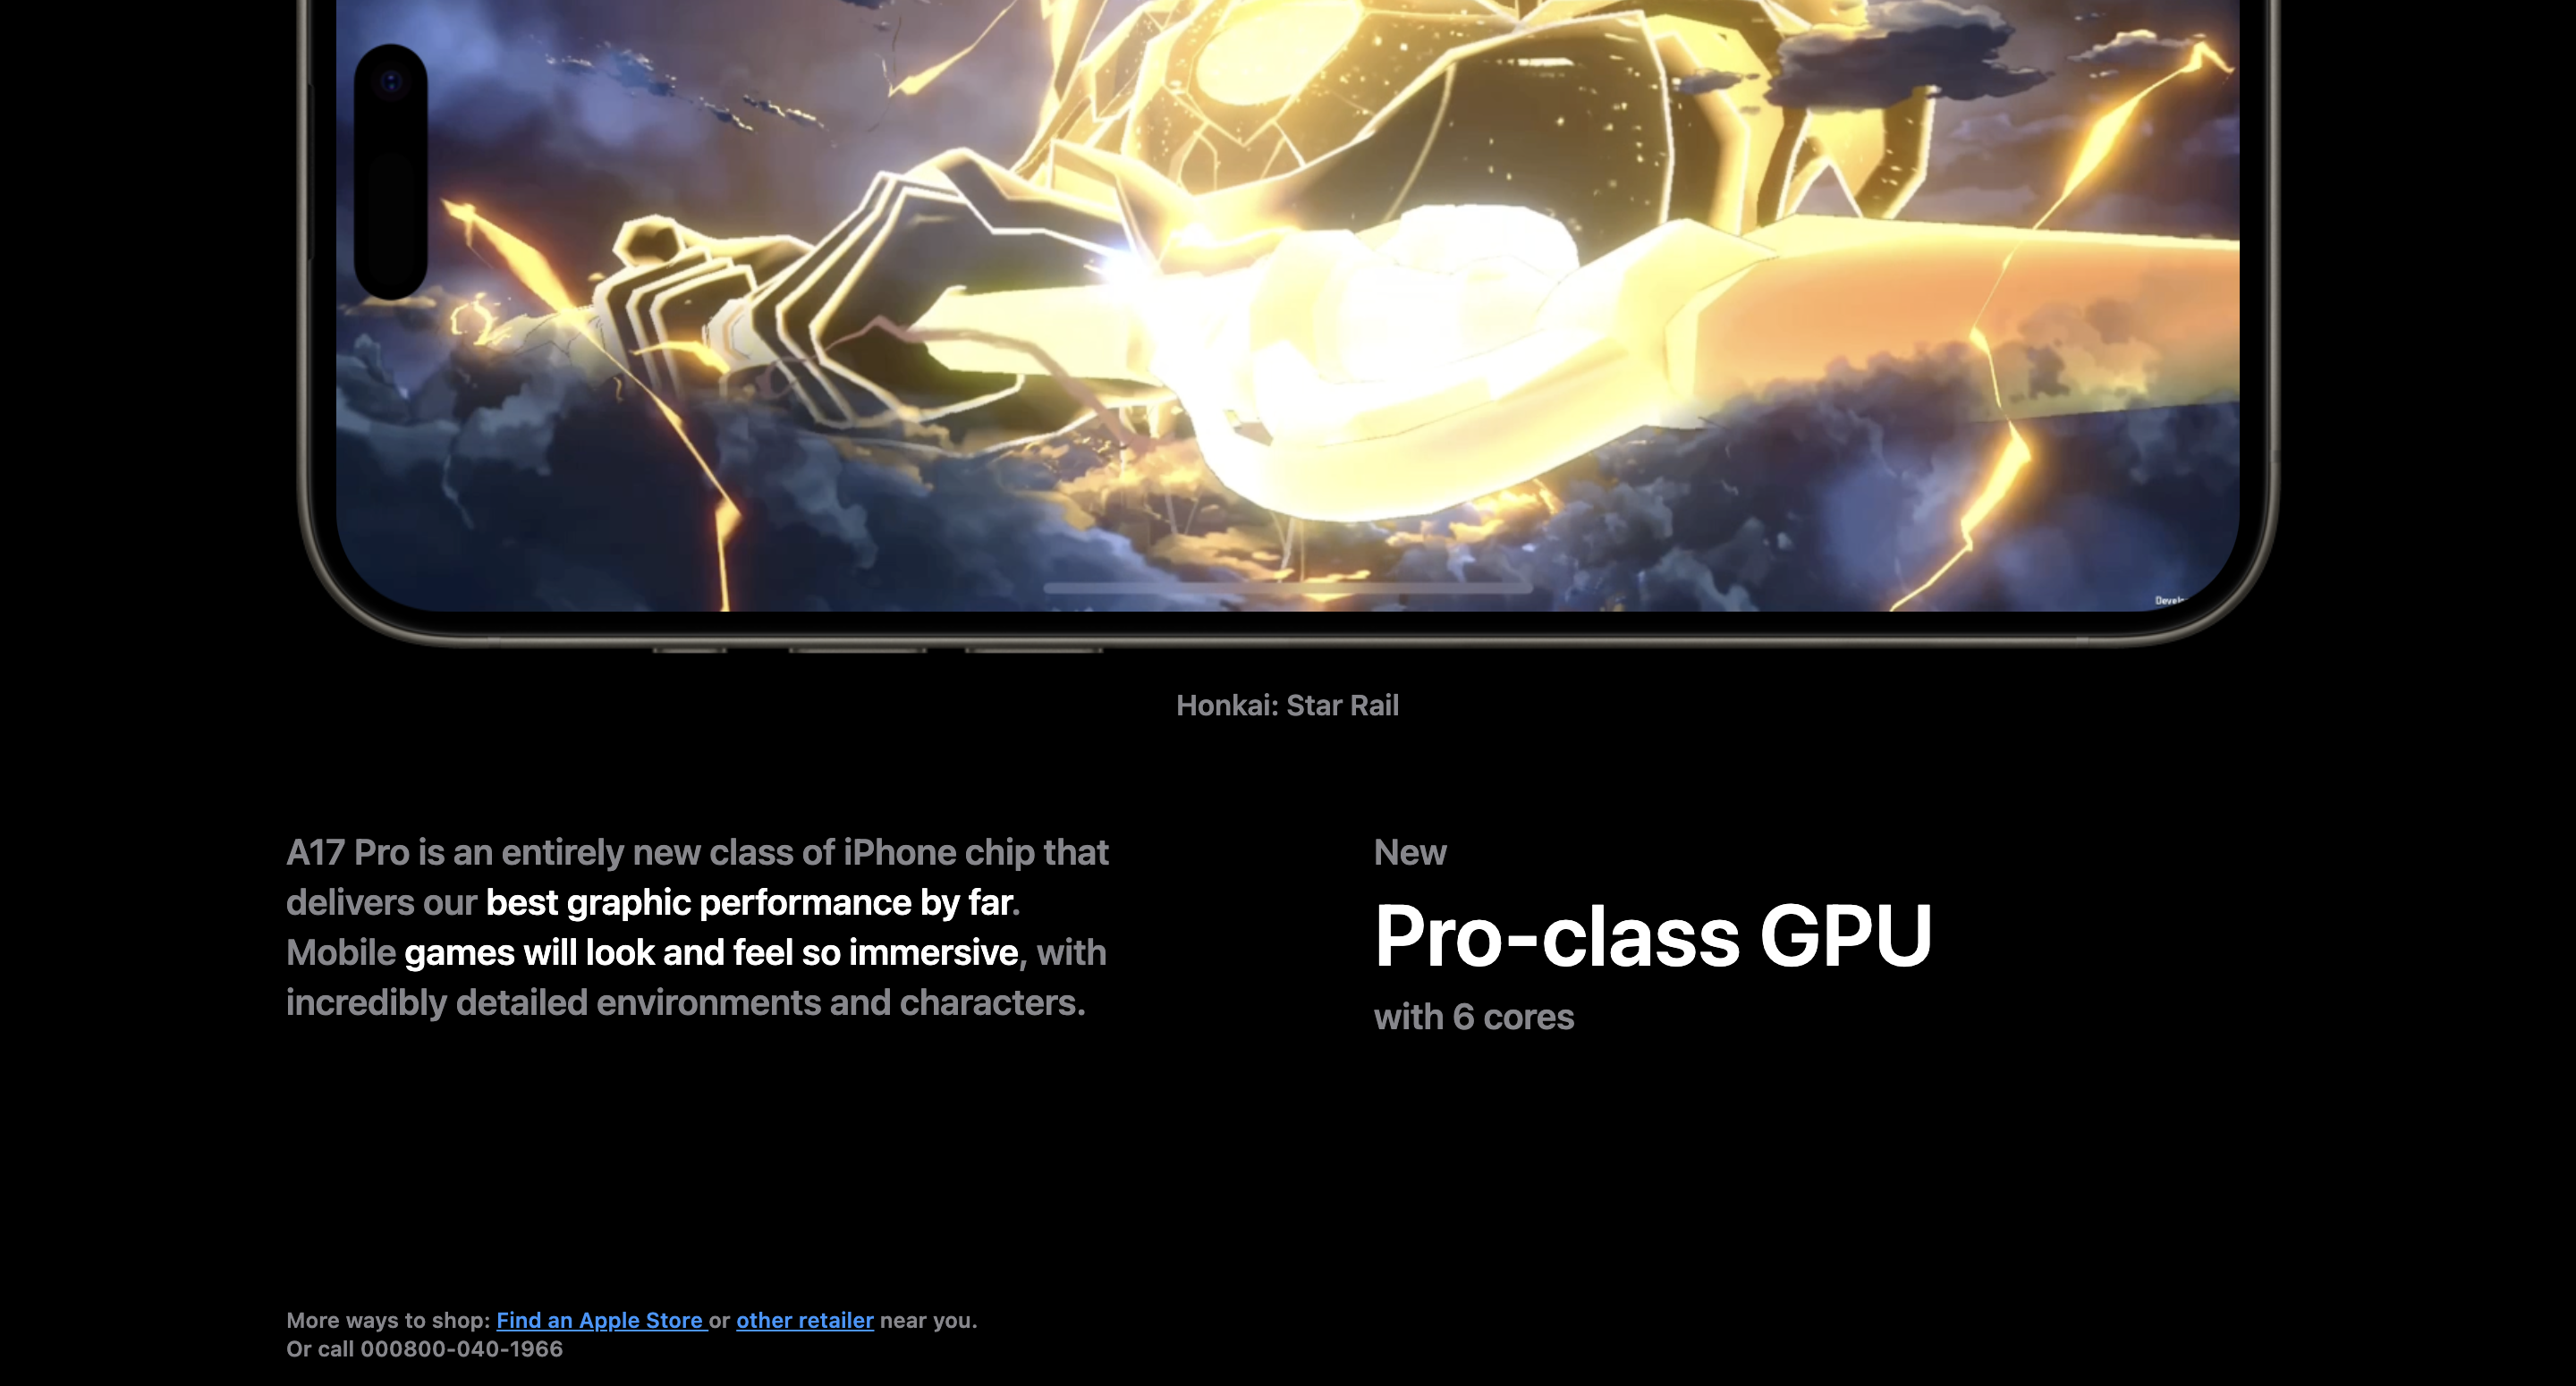 Honkai: Star Rail
A17 Pro is an entirely new class of iPhone chip that
delivers our best graphic performance by far.
Mobile games will look and feel so immersive, with
incredibly detailed environments and characters.
New
Pro-class GPU
with 6 cores
More ways to shop: Find an Apple Store or other retailer near you.
Or call 000800-040-1966